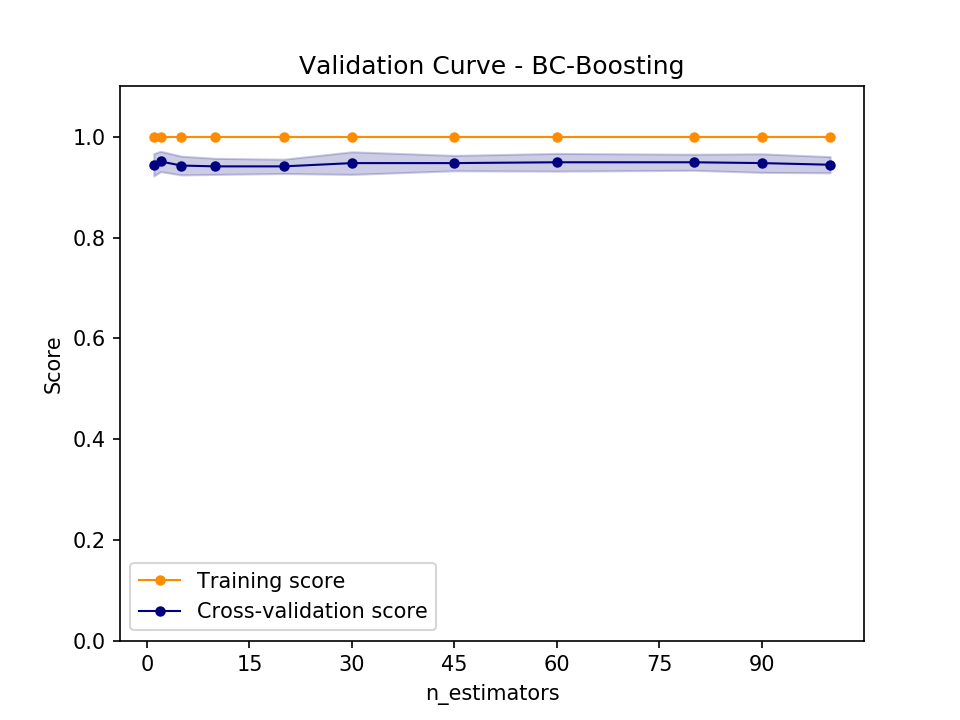 Validation Curve - BC-Boosting
1.0
0.8
0.6
0.4
0.2
0.0
Score
Training score
Cross-validation score
0 15 30 45 60 75 90
n_estimators